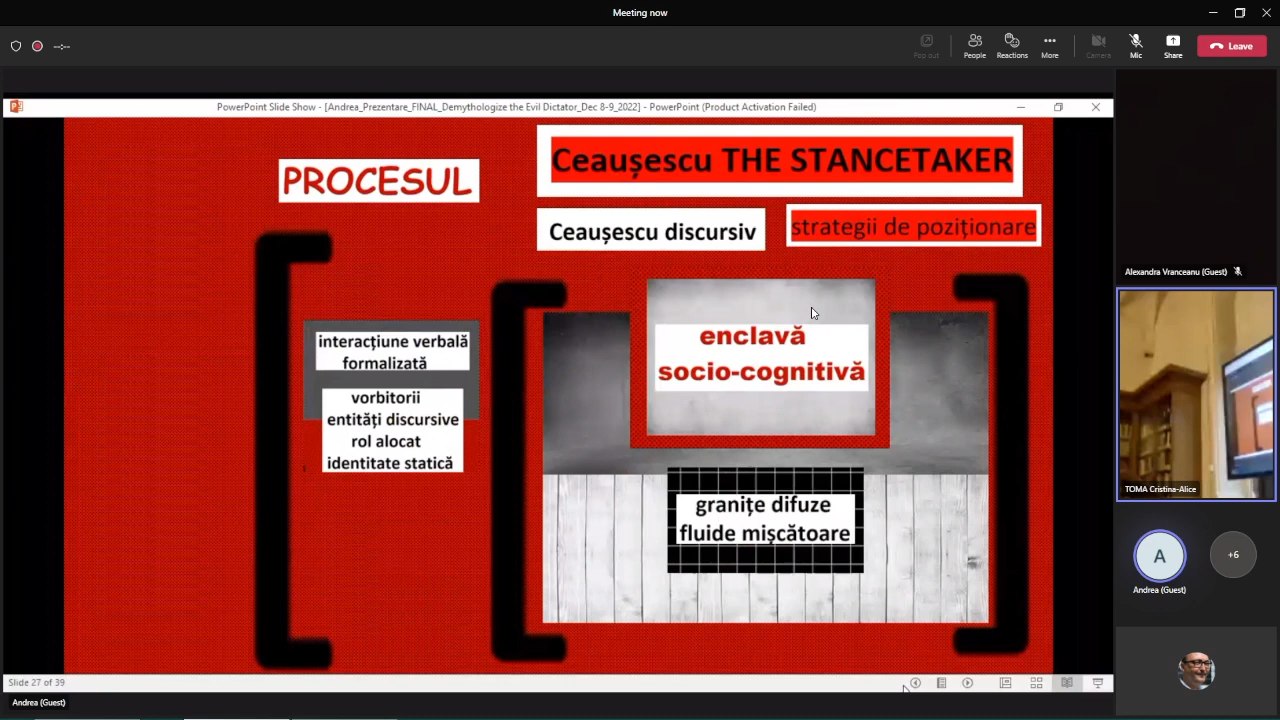 Meeting now
--:--
Pop out
People
Reactions
More
Camera
Mic
Share
Leave
PowerPoint Slide Show - [Andrea_Prezentare_FINAL_Demythologize the Evil Dictator_Dec 8-9_2022] - PowerPoint (Product Activation Failed)
PROCESUL
Ceaușescu THE STANCETAKER
Ceaușescu discursiv
strategii de poziționare
interacțiune verbală
formalizată
vorbitorii
entități discursive
rol alocat
identitate statică
enclavă
socio-cognitivă
granițe difuze
fluide mișcătoare
Slide 27 of 39
Andrea (Guest)
Alexandra Vranceanu (Guest)
TOMA Cristina-Alice
A
Andrea (Guest)
+6